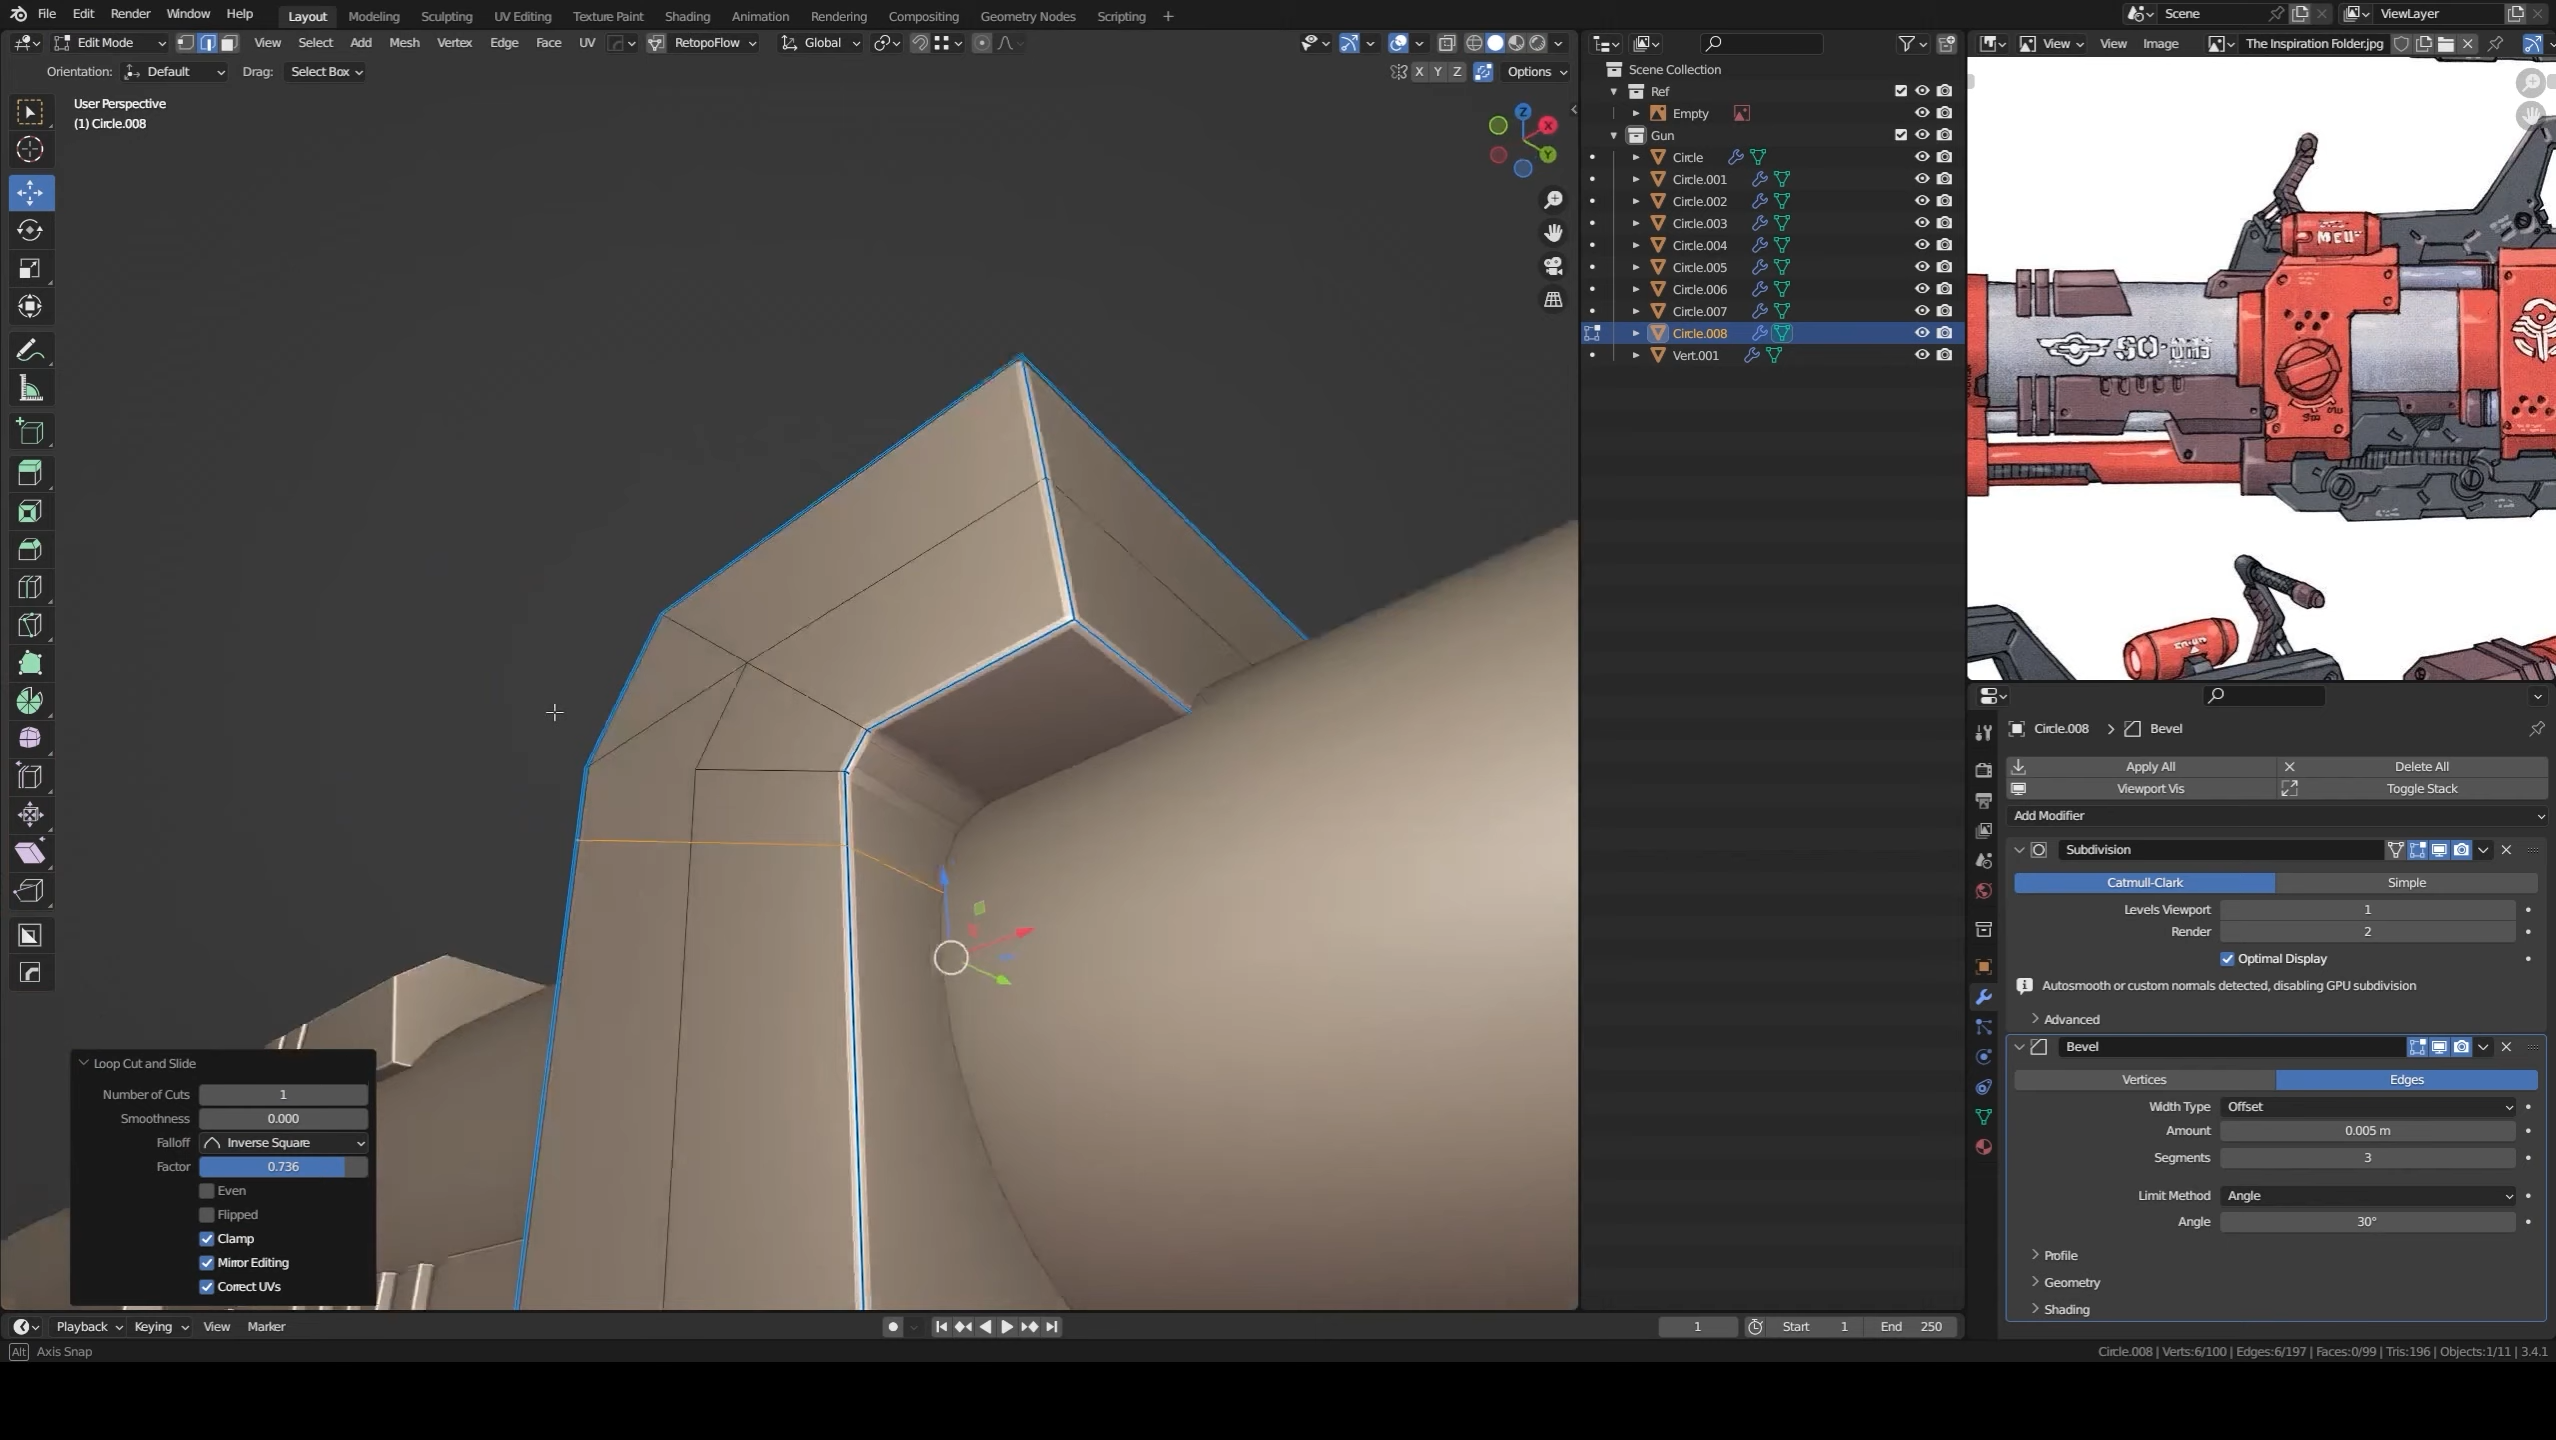 File Edit Render Window Help Layout Modeling Sculpting UV Editing Texture Paint Shading Animation Rendering Compositing Geometry Nodes Scripting + Scene ViewLayer
Edit Mode View Select Add Mesh Vertex Edge Face UV RetopoFlow Global View View Image The Inspiration Folder.jpg
Orientation: Default Drag: Select Box X Y Z Options
User Perspective
(1) Circle.008
Z
X
Y
Scene Collection
Ref
Empty
Gun
Circle
Circle.001
Circle.002
Circle.003
Circle.004
Circle.005
Circle.006
Circle.007
Circle.008
Vert.001
Circle.008 > Bevel
Apply All Delete All
Viewport Vis Toggle Stack
Add Modifier
Subdivision
Catmull-Clark Simple
Levels Viewport 1
Render 2
Optimal Display
Autosmooth or custom normals detected, disabling GPU subdivision
Advanced
Bevel
Vertices Edges
Width Type Offset
Amount 0.005 m
Segments 3
Limit Method Angle
Angle 30°
Profile
Geometry
Shading
Loop Cut and Slide
Number of Cuts 1
Smoothness 0.000
Falloff Inverse Square
Factor 0.736
Even
Flipped
Clamp
Mirror Editing
Correct UVs
Playback Keying View Marker 1 Start 1 End 250
Alt Axis Snap Circle.008 | Verts:6/100 | Edges:6/197 | Faces:0/99 | Tris:196 | Objects:1/11 | 3.4.1